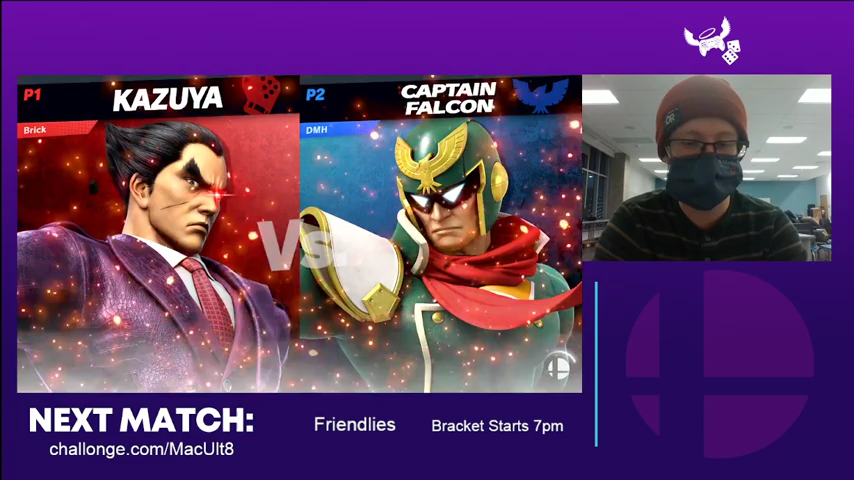 P1
KAZUYA
Brick
P2
CAPTAIN
FALCON
DMH
Vs.
NEXT MATCH:
challonge.com/MacUlt8
Friendlies
Bracket Starts 7pm